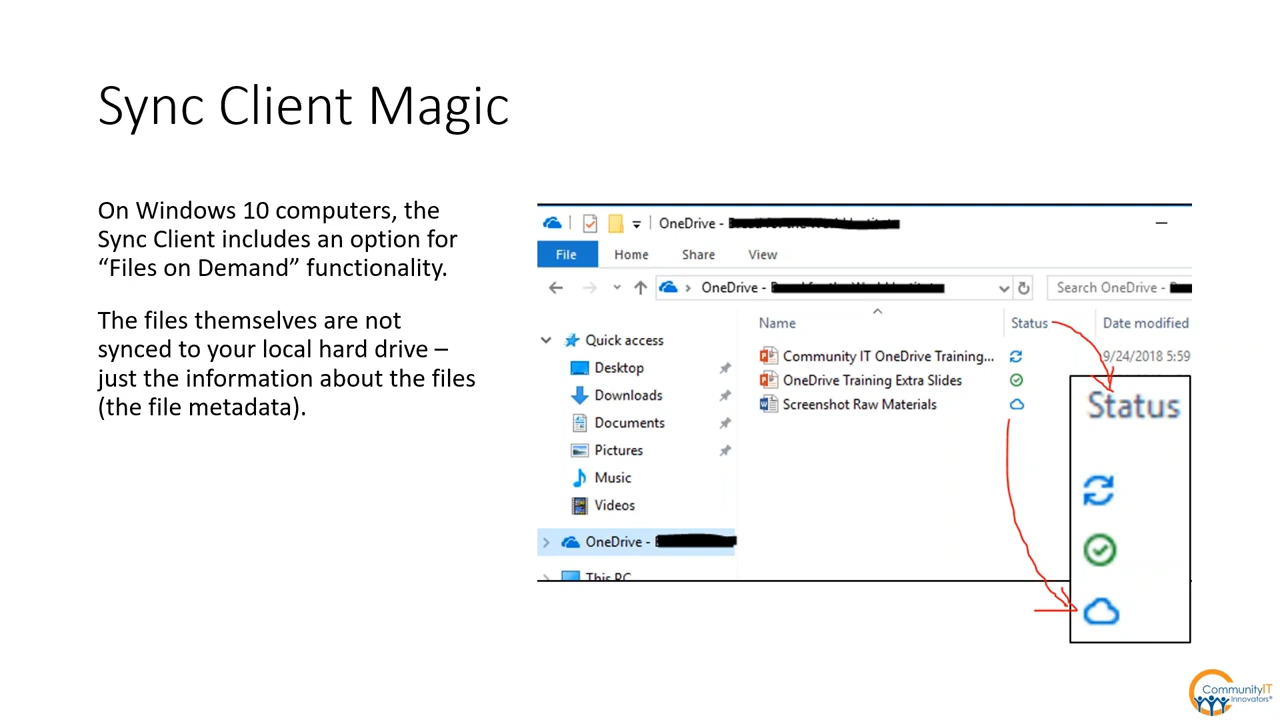 Sync Client Magic
On Windows 10 computers, the
Sync Client includes an option for
“Files on Demand” functionality.
The files themselves are not
synced to your local hard drive –
just the information about the files
(the file metadata).
OneDrive -
File Home Share View
OneDrive - Search OneDrive -
Name Status Date modified
Quick access
Desktop
Downloads
Documents
Pictures
Music
Videos
OneDrive -
This PC
Community IT OneDrive Training... 9/24/2018 5:59
OneDrive Training Extra Slides
Screenshot Raw Materials
Status
CommunityIT
Innovators®